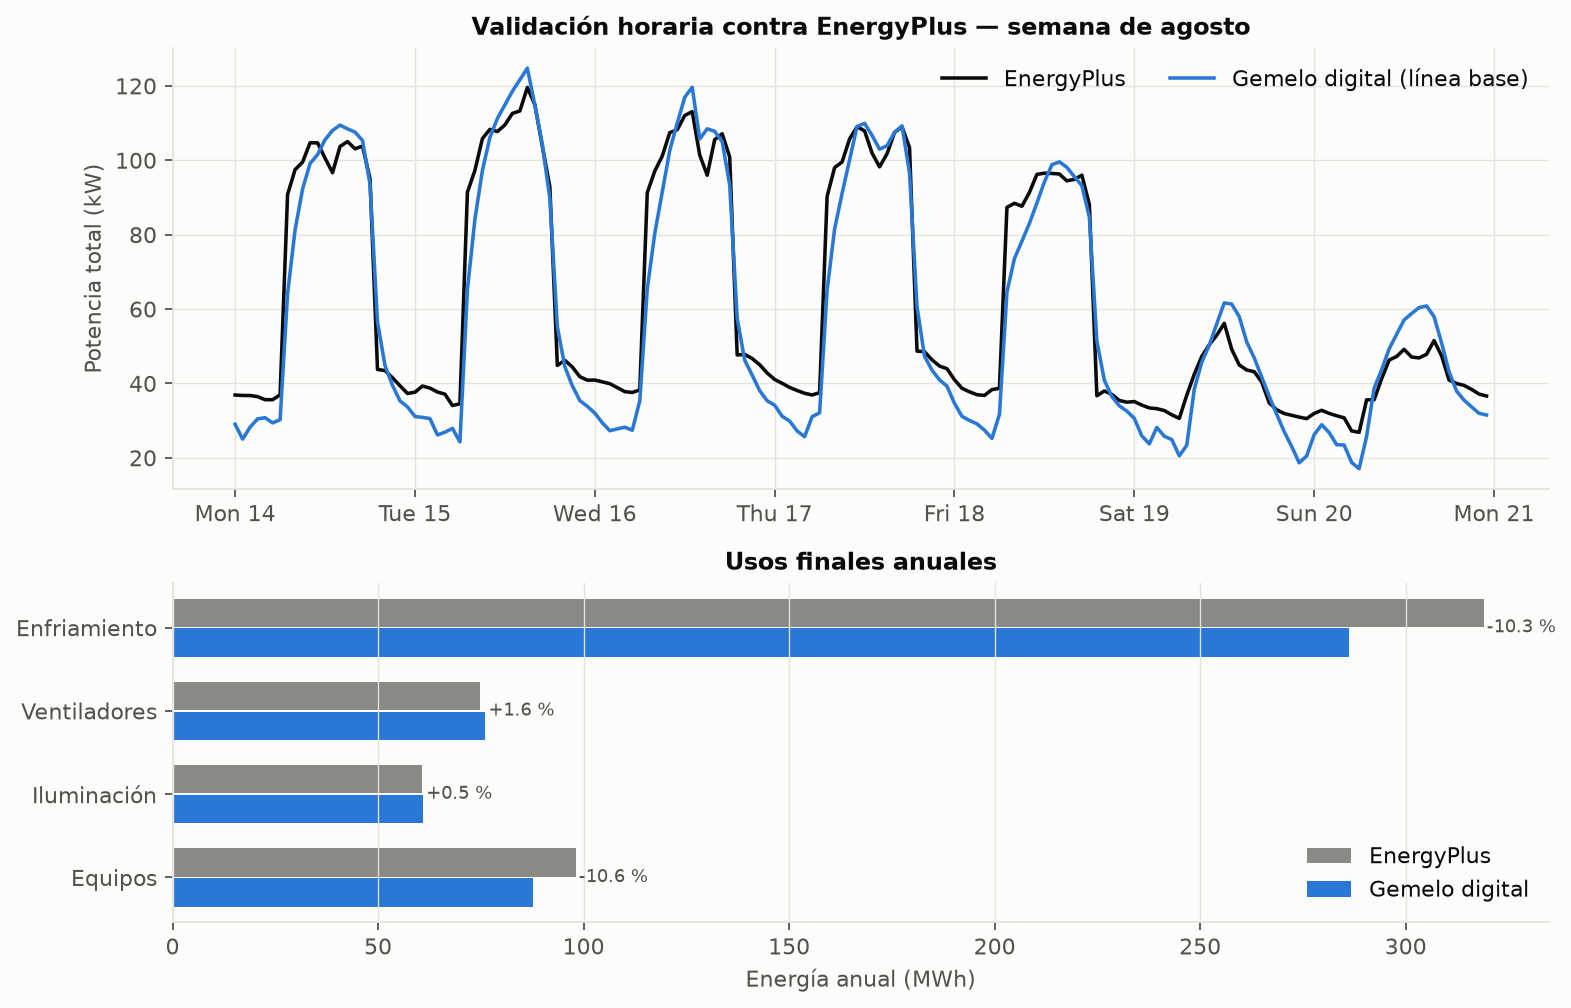 Validación horaria contra EnergyPlus — semana de agosto
EnergyPlus
Gemelo digital (línea base)
Potencia total (kW)
120
100
80
60
40
20
Mon 14
Tue 15
Wed 16
Thu 17
Fri 18
Sat 19
Sun 20
Mon 21
Usos finales anuales
Enfriamiento
-10.3 %
Ventiladores
+1.6 %
Iluminación
+0.5 %
Equipos
-10.6 %
EnergyPlus
Gemelo digital
0
50
100
150
200
250
300
Energía anual (MWh)